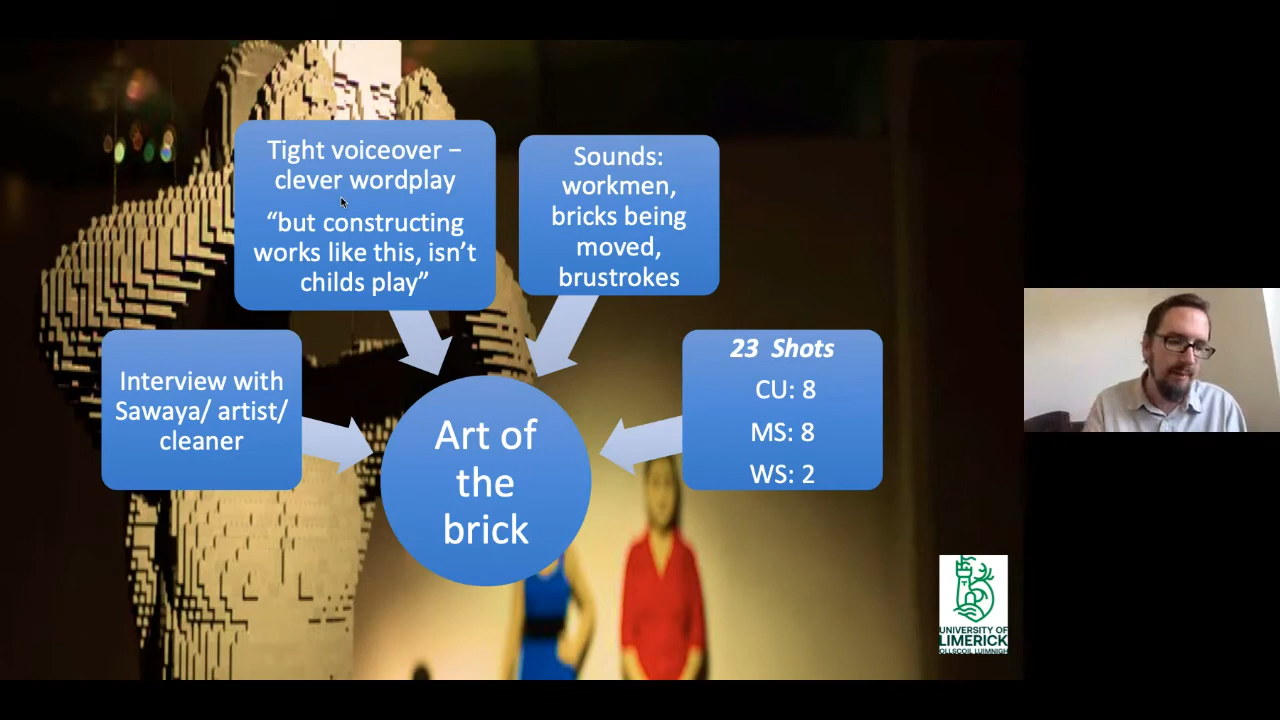 Tight voiceover –
clever wordplay
“but constructing
works like this, isn’t
childs play”
Sounds:
workmen,
bricks being
moved,
brustrokes
Interview with
Sawaya/ artist/
cleaner
23 Shots
CU: 8
MS: 8
WS: 2
Art of
the
brick
UNIVERSITY OF
LIMERICK
OLLSCOIL LUIMNIGH